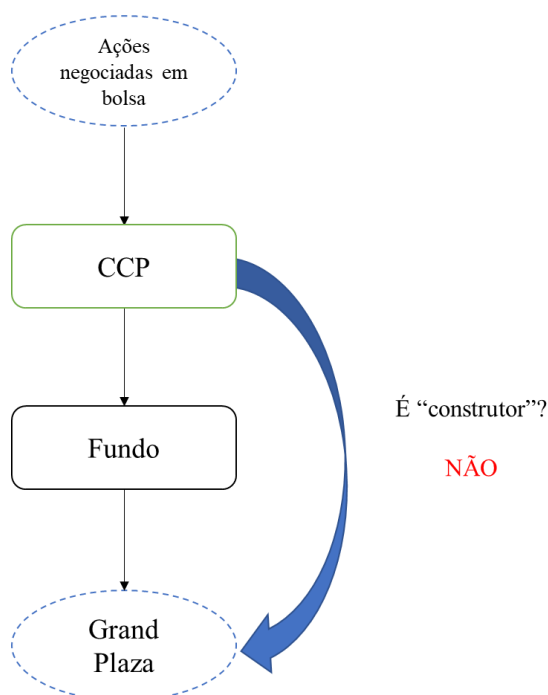 Ações
negociadas em
bolsa
CCP
Fundo
É “construtor”?
NÃO
Grand
Plaza